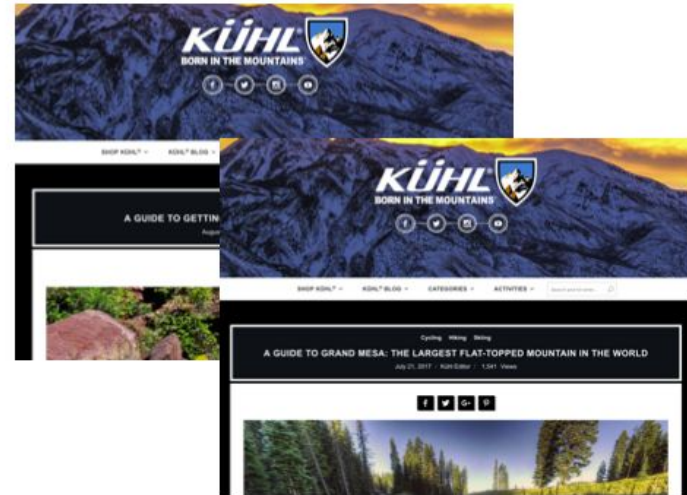 KÜHL
BORN IN THE MOUNTAINS
SHOP KÜHL® KÜHL® BLOG
A GUIDE TO GETTIN
Augu
KÜHL
BORN IN THE MOUNTAINS
SHOP KÜHL® KÜHL® BLOG CATEGORIES ACTIVITIES
Cycling Hiking Skiing
A GUIDE TO GRAND MESA: THE LARGEST FLAT-TOPPED MOUNTAIN IN THE WORLD
July 21, 2017 - Kühl Editor | 1,541 Views